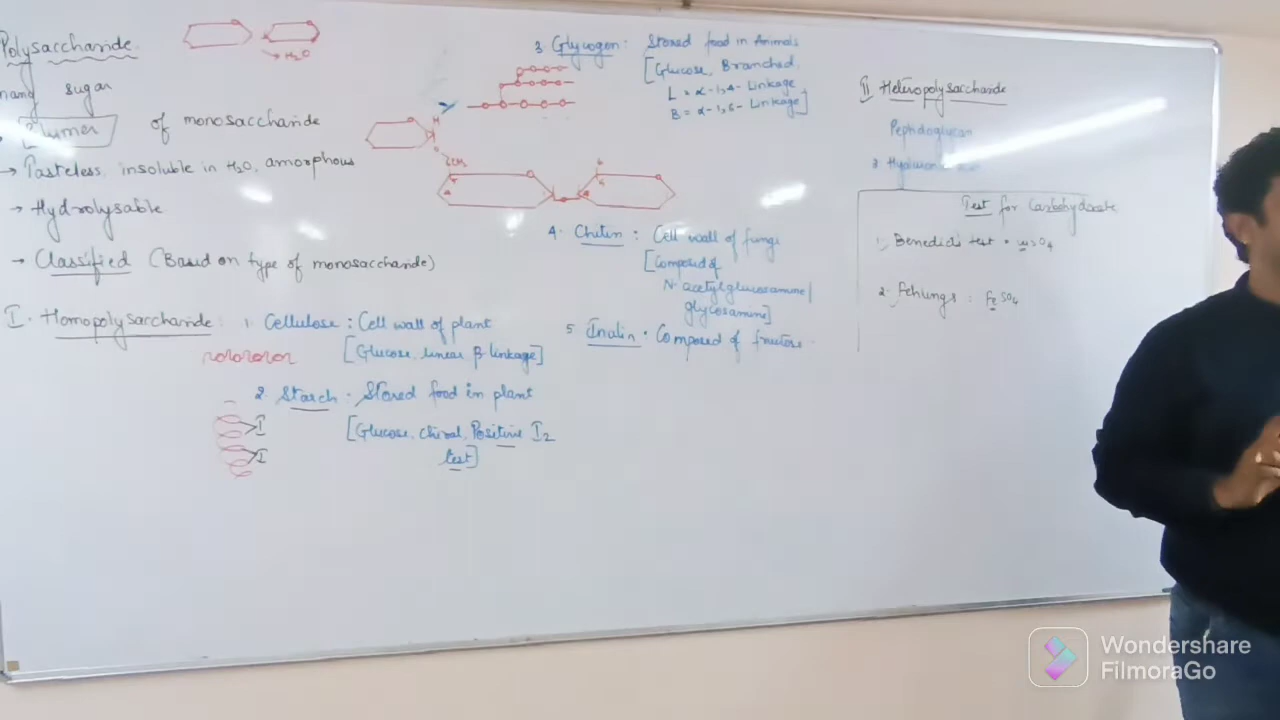 Polysaccharide
many sugar
of monosaccharide
→ Tasteless, insoluble in H₂O, amorphous
→ Hydrolysable
→ Classified (Based on type of monosaccharide)
I. Homopolysaccharide: 1. Cellulose: Cell wall of plant
[Glucose, linear β-linkage]
2. Starch. Stored food in plant
[Glucose, Chiral, Positive I₂
test]
I
I
→ H₂O
H
3 Glycogen: Stored food in Animals
[Glucose, Branched,
L = α-1,4- Linkage
B = α-1,6- Linkage]
4. Chitin: Cell wall of fungi
[Composed of
N-acetylglucosamine/
glycosamine]
5 Inulin. Composed of
II Heteropolysaccharide
Peptidoglycan
Test for Carbohydrate
1. test =
2. Fehlings: FeSO₄
Wondershare
FilmoraGo